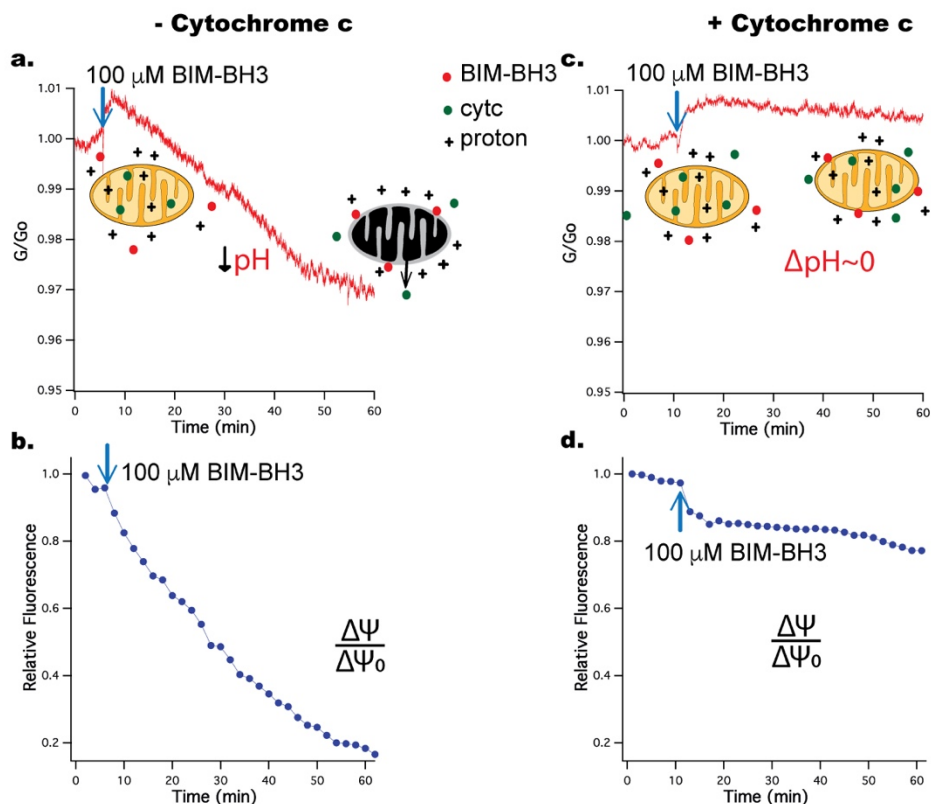 - Cytochrome c
+ Cytochrome c
a.
100 μM BIM-BH3
BIM-BH3
cytc
proton
1.01
1.00
0.99
0.98
0.97
0.96
0.95
G/Go
↓pH
0 10 20 30 40 50 60
Time (min)
c.
100 μM BIM-BH3
1.01
1.00
0.99
0.98
0.97
0.96
0.95
G/Go
ΔpH~0
0 10 20 30 40 50 60
Time (min)
b.
100 μM BIM-BH3
1.0
0.8
0.6
0.4
0.2
Relative Fluorescence
ΔΨ
ΔΨ₀
0 10 20 30 40 50 60
Time (min)
d.
100 μM BIM-BH3
1.0
0.8
0.6
0.4
0.2
Relative Fluorescence
ΔΨ
ΔΨ₀
0 10 20 30 40 50 60
Time (min)